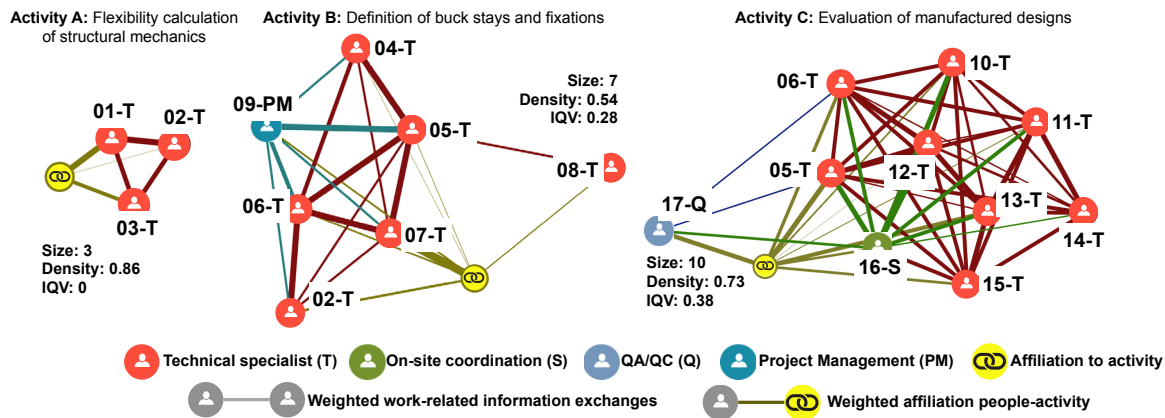 Activity A: Flexibility calculation
of structural mechanics
01-T
02-T
03-T
Size: 3
Density: 0.86
IQV: 0
Activity B: Definition of buck stays and fixations
04-T
09-PM
05-T
Size: 7
Density: 0.54
IQV: 0.28
08-T
06-T
07-T
02-T
Activity C: Evaluation of manufactured designs
10-T
06-T
11-T
05-T
12-T
17-Q
13-T
14-T
16-S
15-T
Size: 10
Density: 0.73
IQV: 0.38
Technical specialist (T)
On-site coordination (S)
QA/QC (Q)
Project Management (PM)
Affiliation to activity
Weighted work-related information exchanges
Weighted affiliation people-activity